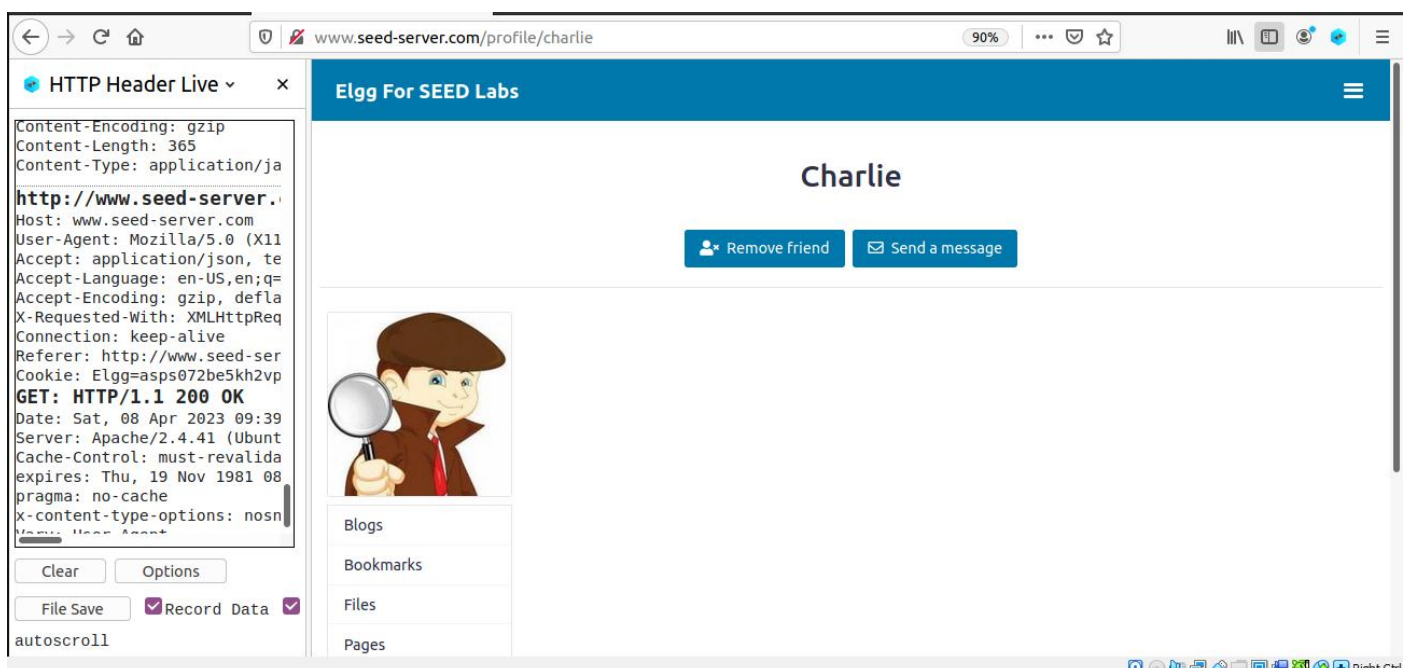 www.seed-server.com/profile/charlie
90%
HTTP Header Live
Elgg For SEED Labs
Content-Encoding: gzip
Content-Length: 365
Content-Type: application/ja
http://www.seed-server.
Host: www.seed-server.com
User-Agent: Mozilla/5.0 (X11
Accept: application/json, te
Accept-Language: en-US,en;q=
Accept-Encoding: gzip, defla
X-Requested-With: XMLHttpReq
Connection: keep-alive
Referer: http://www.seed-ser
Cookie: Elgg=asps072be5kh2vp
GET: HTTP/1.1 200 OK
Date: Sat, 08 Apr 2023 09:39
Server: Apache/2.4.41 (Ubunt
Cache-Control: must-revalida
expires: Thu, 19 Nov 1981 08
pragma: no-cache
x-content-type-options: nosn
Vary: User-Agent
Clear
Options
File Save
Record Data
autoscroll
Charlie
Remove friend
Send a message
Blogs
Bookmarks
Files
Pages
Right Ctrl